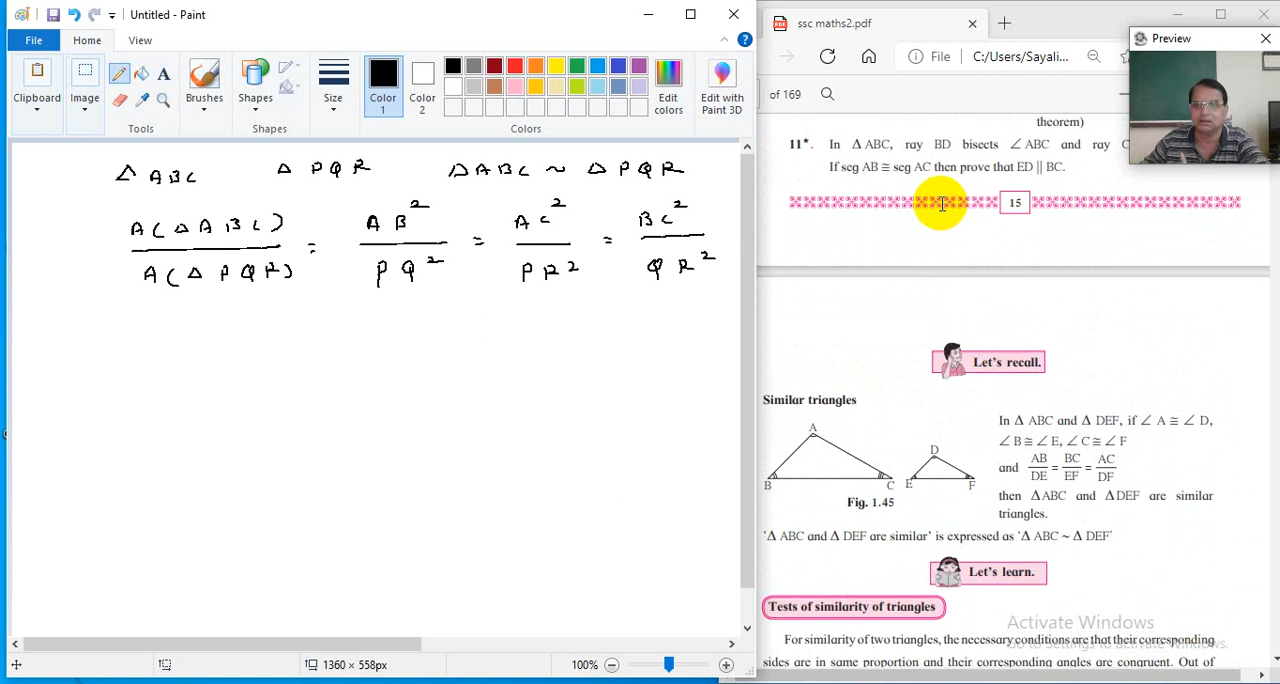 Untitled - Paint
File
Home
View
Clipboard
Image
Tools
Brushes
Shapes
Shapes
Size
Color 1
Color 2
Edit colors
Colors
Edit with Paint 3D
Δ ABC Δ PQR ΔABC ~ Δ PQR
A(ΔABC) / A(ΔPQR) = AB² / PQ² = AC² / PR² = BC² / QR²
1360 × 558px
100%
ssc maths2.pdf
File
C:/Users/Sayali...
of 169
Preview
theorem)
11*. In Δ ABC, ray BD bisects ∠ ABC and ray C
If seg AB ≅ seg AC then prove that ED || BC.
15
Let's recall.
Similar triangles
A
B
C
D
E
F
Fig. 1.45
In Δ ABC and Δ DEF, if ∠ A ≅ ∠ D,
∠ B ≅ ∠ E, ∠ C ≅ ∠ F
and AB/DE = BC/EF = AC/DF
then ΔABC and ΔDEF are similar
triangles.
'Δ ABC and Δ DEF are similar' is expressed as 'Δ ABC ~ Δ DEF'
Let's learn.
Tests of similarity of triangles
For similarity of two triangles, the necessary conditions are that their corresponding
sides are in same proportion and their corresponding angles are congruent. Out of
Activate Windows
Go to Settings to activate Windows.